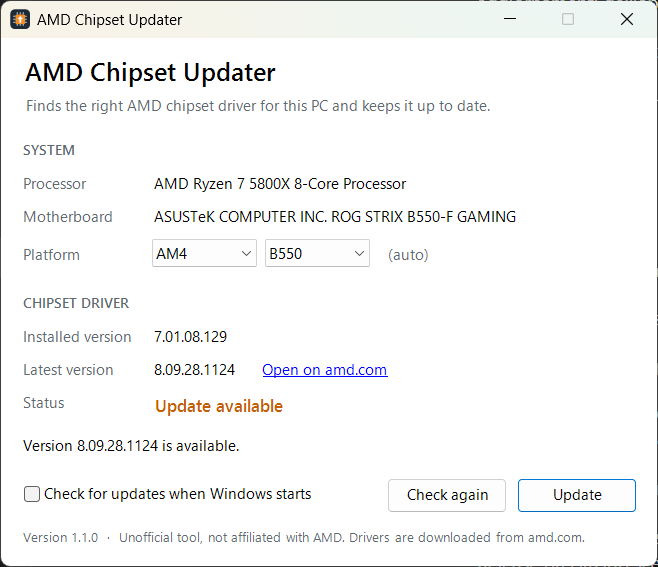 AMD Chipset Updater
AMD Chipset Updater
Finds the right AMD chipset driver for this PC and keeps it up to date.
SYSTEM
Processor AMD Ryzen 7 5800X 8-Core Processor
Motherboard ASUSTeK COMPUTER INC. ROG STRIX B550-F GAMING
Platform AM4 B550 (auto)
CHIPSET DRIVER
Installed version 7.01.08.129
Latest version 8.09.28.1124 Open on amd.com
Status Update available
Version 8.09.28.1124 is available.
Check for updates when Windows starts Check again Update
Version 1.1.0 · Unofficial tool, not affiliated with AMD. Drivers are downloaded from amd.com.